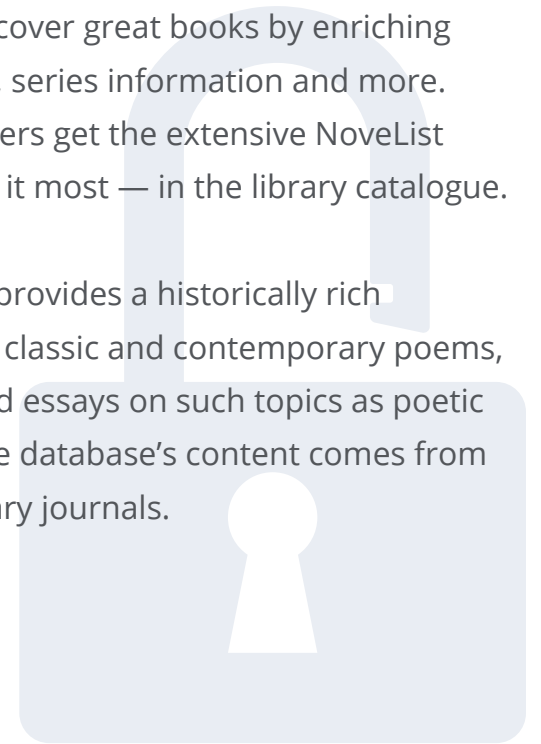 cover great books by enriching
, series information and more.
ers get the extensive NoveList
it most — in the library catalogue.
provides a historically rich
classic and contemporary poems,
d essays on such topics as poetic
e database’s content comes from
ary journals.